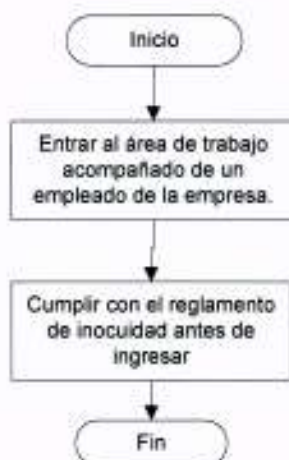 Inicio
Entrar al área de trabajo
acompañado de un
empleado de la empresa.
Cumplir con el reglamento
de inocuidad antes de
ingresar
Fin